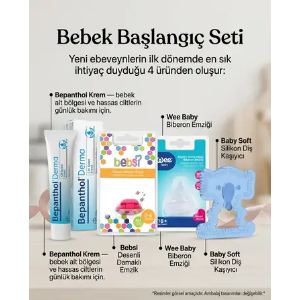 Bebek Başlangıç Seti
Yeni ebeveynlerin ilk dönemde en sık
ihtiyaç duyduğu 4 üründen oluşur:
Bepanthol Krem — bebek
alt bölgesi ve hassas ciltlerin
günlük bakımı için.
Wee Baby
Biberon Emziği
Baby Soft
Silikon Diş
Kaşıyıcı
Bepanthol Derma
Bepanthol Derma
bebsi
Wee
Baby
18+
Bepanthol Krem —
bebek alt bölgesi ve
hassas ciltlerin günlük
bakımı için.
Bebsi
Desenli
Damaklı
Emzik
Wee Baby
Biberon
Emziği
Baby Soft
Silikon Diş
Kaşıyıcı
*Resimler görsel amaçlıdır. Ambalaj tasarımları değişebilir.*